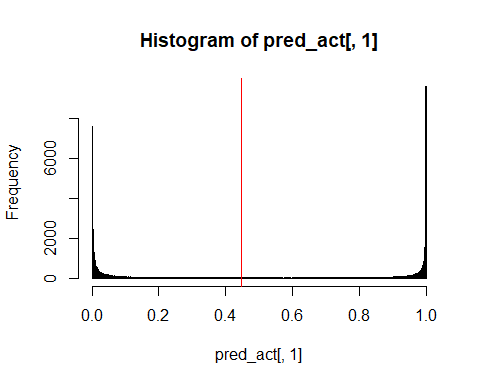 Histogram of pred_act[, 1]
Frequency
0
2000
6000
0.0 0.2 0.4 0.6 0.8 1.0
pred_act[, 1]